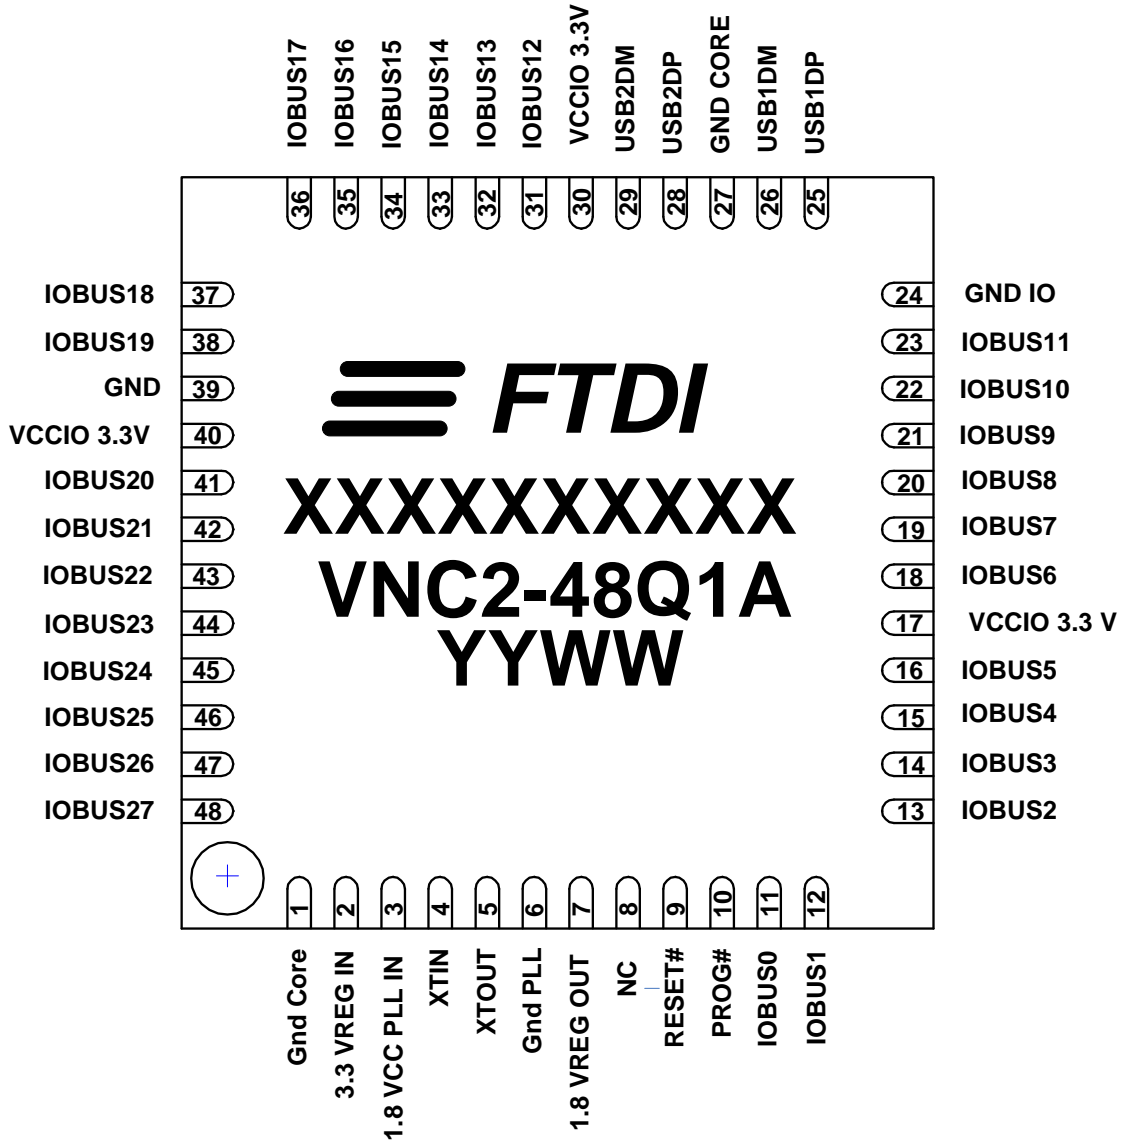 IOBUS17
IOBUS16
IOBUS15
IOBUS14
IOBUS13
IOBUS12
VCCIO 3.3V
USB2DM
USB2DP
GND CORE
USB1DM
USB1DP
36
35
34
33
32
31
30
29
28
27
26
25
IOBUS18 37
IOBUS19 38
GND 39
VCCIO 3.3V 40
IOBUS20 41
IOBUS21 42
IOBUS22 43
IOBUS23 44
IOBUS24 45
IOBUS25 46
IOBUS26 47
IOBUS27 48
FTDI
XXXXXXXXXX
VNC2-48Q1A
YYWW
24 GND IO
23 IOBUS11
22 IOBUS10
21 IOBUS9
20 IOBUS8
19 IOBUS7
18 IOBUS6
17 VCCIO 3.3 V
16 IOBUS5
15 IOBUS4
14 IOBUS3
13 IOBUS2
1
2
3
4
5
6
7
8
9
10
11
12
Gnd Core
3.3 VREG IN
1.8 VCC PLL IN
XTIN
XTOUT
Gnd PLL
1.8 VREG OUT
NC
RESET#
PROG#
IOBUS0
IOBUS1